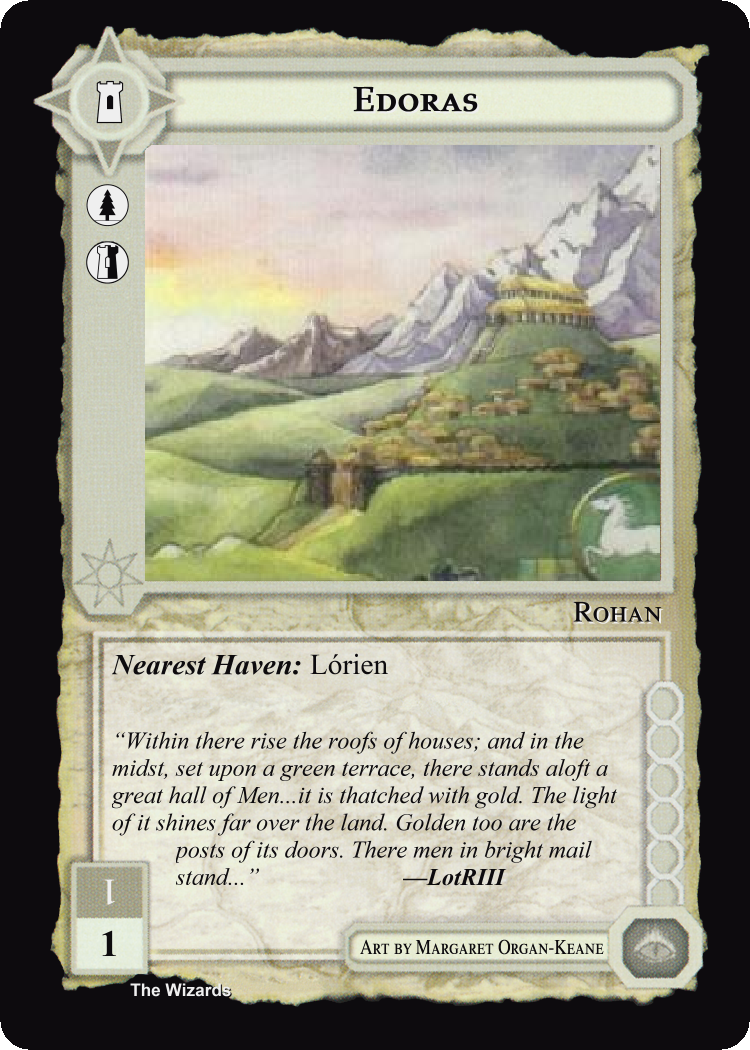 EDORAS
ROHAN
Nearest Haven: Lórien
“Within there rise the roofs of houses; and in the
midst, set upon a green terrace, there stands aloft a
great hall of Men...it is thatched with gold. The light
of it shines far over the land. Golden too are the
posts of its doors. There men in bright mail
stand...” —LotRIII
1
1
ART BY MARGARET ORGAN-KEANE
The Wizards